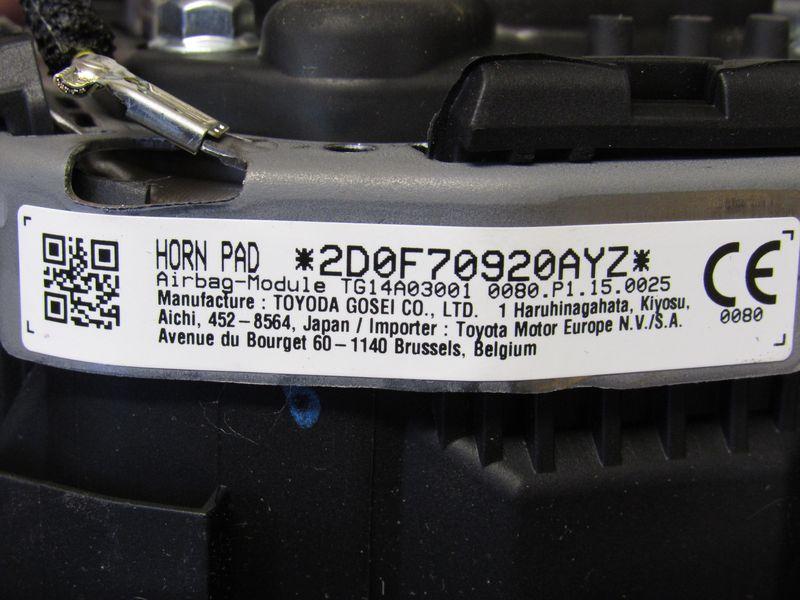 HORN PAD *2D0F70920AYZ*
Airbag-Module TG14A03001 0080.P1.15.0025
Manufacture : TOYODA GOSEI CO., LTD. 1 Haruhinagahata, Kiyosu,
Aichi, 452-8564, Japan / Importer : Toyota Motor Europe N.V./S.A.
Avenue du Bourget 60-1140 Brussels, Belgium
CE
0080